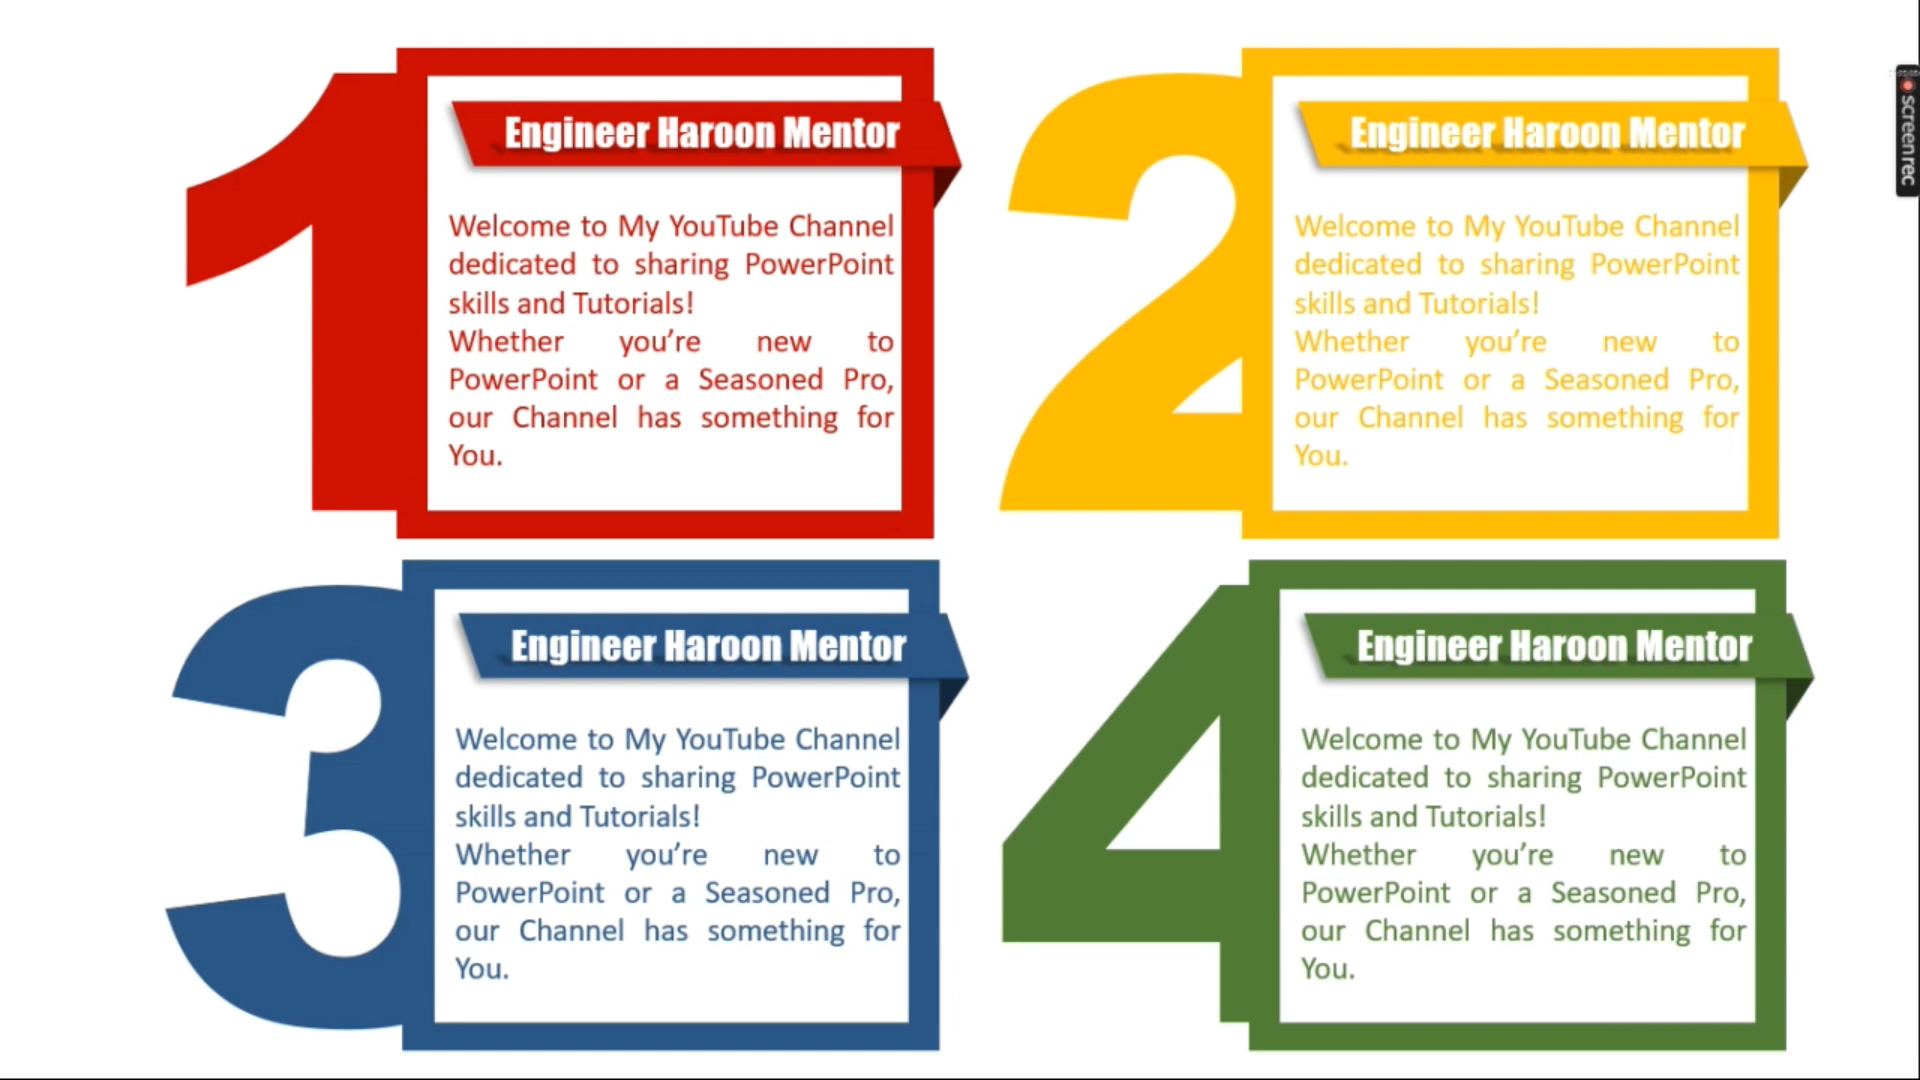 1
Engineer Haroon Mentor
Welcome to My YouTube Channel
dedicated to sharing PowerPoint
skills and Tutorials!
Whether you’re new to
PowerPoint or a Seasoned Pro,
our Channel has something for
You.
2
Engineer Haroon Mentor
Welcome to My YouTube Channel
dedicated to sharing PowerPoint
skills and Tutorials!
Whether you’re new to
PowerPoint or a Seasoned Pro,
our Channel has something for
You.
3
Engineer Haroon Mentor
Welcome to My YouTube Channel
dedicated to sharing PowerPoint
skills and Tutorials!
Whether you’re new to
PowerPoint or a Seasoned Pro,
our Channel has something for
You.
4
Engineer Haroon Mentor
Welcome to My YouTube Channel
dedicated to sharing PowerPoint
skills and Tutorials!
Whether you’re new to
PowerPoint or a Seasoned Pro,
our Channel has something for
You.
screenrec